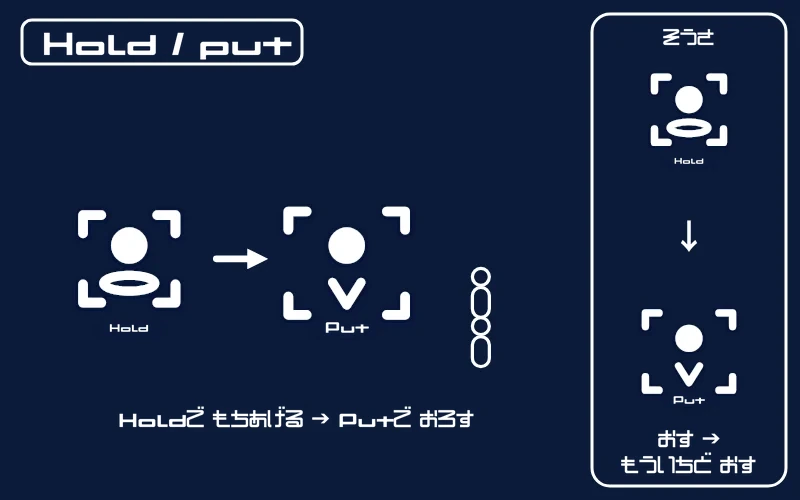 Hold / put
そうさ
Hold
↓
Put
おす →
もういちど おす
Hold
→
Put
Holdで もちあげる → Putで おろす